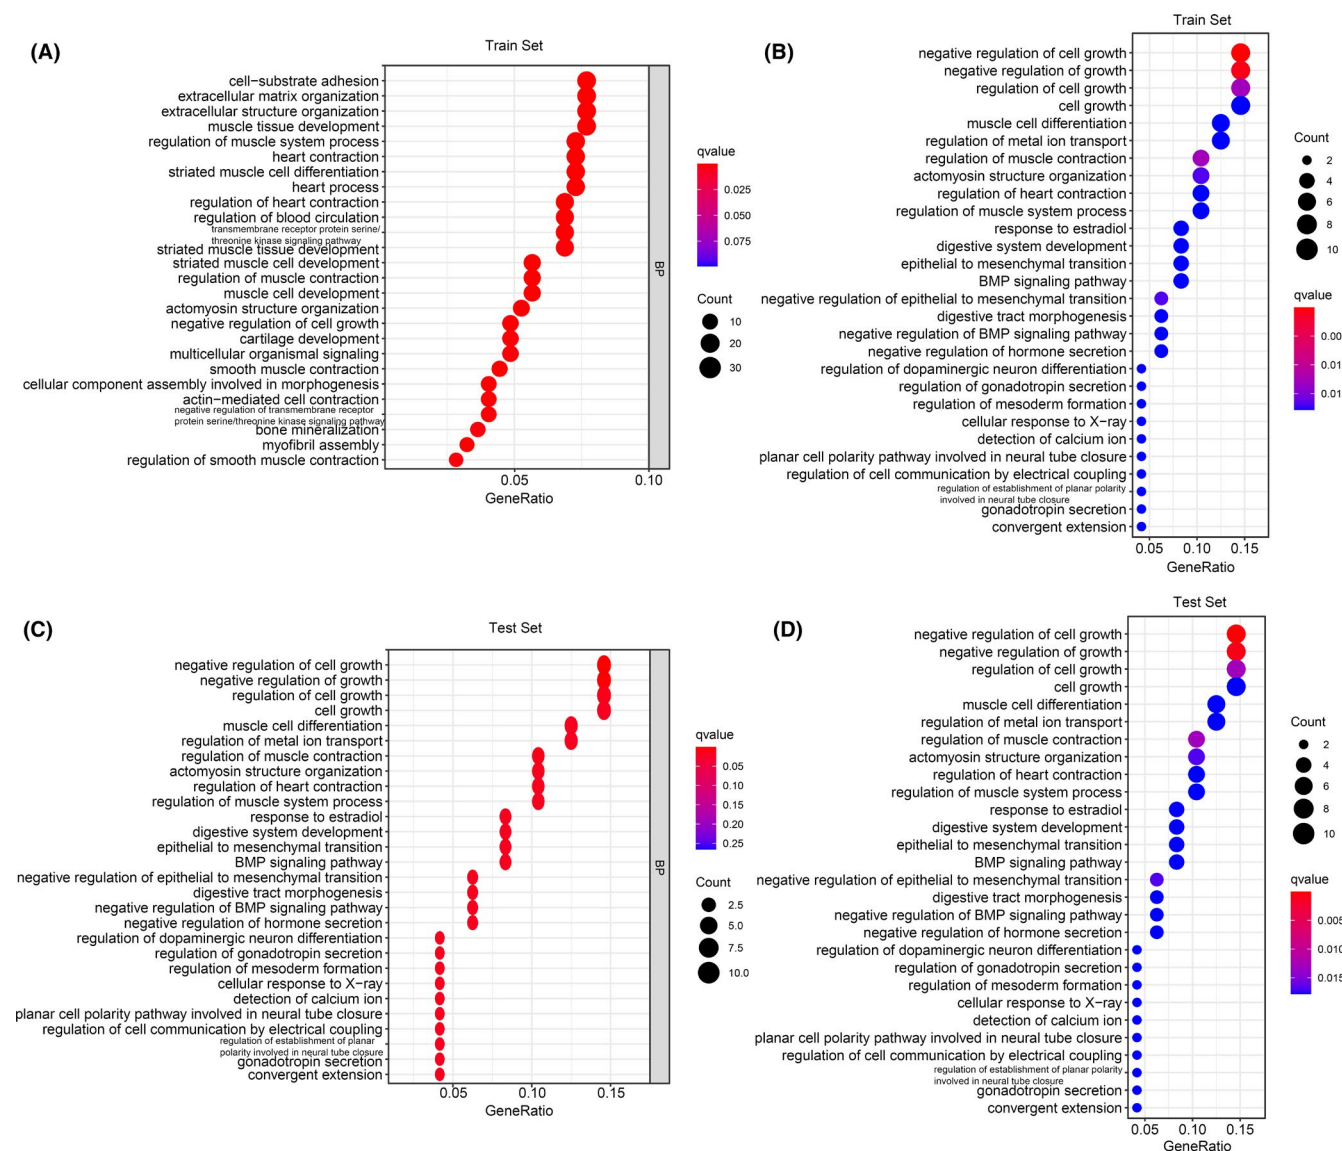 (A)
Train Set
cell−substrate adhesion
extracellular matrix organization
extracellular structure organization
muscle tissue development
regulation of muscle system process
heart contraction
striated muscle cell differentiation
heart process
regulation of heart contraction
regulation of blood circulation
transmembrane receptor protein serine/
threonine kinase signaling pathway
striated muscle tissue development
striated muscle cell development
regulation of muscle contraction
muscle cell development
actomyosin structure organization
negative regulation of cell growth
cartilage development
multicellular organismal signaling
smooth muscle contraction
cellular component assembly involved in morphogenesis
actin−mediated cell contraction
negative regulation of transmembrane receptor
protein serine/threonine kinase signaling pathway
bone mineralization
myofibril assembly
regulation of smooth muscle contraction
0.05 0.10
GeneRatio
BP
qvalue
0.025
0.050
0.075
Count
10
20
30
(B)
Train Set
negative regulation of cell growth
negative regulation of growth
regulation of cell growth
cell growth
muscle cell differentiation
regulation of metal ion transport
regulation of muscle contraction
actomyosin structure organization
regulation of heart contraction
regulation of muscle system process
response to estradiol
digestive system development
epithelial to mesenchymal transition
BMP signaling pathway
negative regulation of epithelial to mesenchymal transition
digestive tract morphogenesis
negative regulation of BMP signaling pathway
negative regulation of hormone secretion
regulation of dopaminergic neuron differentiation
regulation of gonadotropin secretion
regulation of mesoderm formation
cellular response to X−ray
detection of calcium ion
planar cell polarity pathway involved in neural tube closure
regulation of cell communication by electrical coupling
regulation of establishment of planar polarity
involved in neural tube closure
gonadotropin secretion
convergent extension
0.05 0.10 0.15
GeneRatio
Count
2
4
6
8
10
qvalue
0.00
0.01
0.01
(C)
Test Set
negative regulation of cell growth
negative regulation of growth
regulation of cell growth
cell growth
muscle cell differentiation
regulation of metal ion transport
regulation of muscle contraction
actomyosin structure organization
regulation of heart contraction
regulation of muscle system process
response to estradiol
digestive system development
epithelial to mesenchymal transition
BMP signaling pathway
negative regulation of epithelial to mesenchymal transition
digestive tract morphogenesis
negative regulation of BMP signaling pathway
negative regulation of hormone secretion
regulation of dopaminergic neuron differentiation
regulation of gonadotropin secretion
regulation of mesoderm formation
cellular response to X−ray
detection of calcium ion
planar cell polarity pathway involved in neural tube closure
regulation of cell communication by electrical coupling
regulation of establishment of planar
polarity involved in neural tube closure
gonadotropin secretion
convergent extension
0.05 0.10 0.15
GeneRatio
BP
qvalue
0.05
0.10
0.15
0.20
0.25
Count
2.5
5.0
7.5
10.0
(D)
Test Set
negative regulation of cell growth
negative regulation of growth
regulation of cell growth
cell growth
muscle cell differentiation
regulation of metal ion transport
regulation of muscle contraction
actomyosin structure organization
regulation of heart contraction
regulation of muscle system process
response to estradiol
digestive system development
epithelial to mesenchymal transition
BMP signaling pathway
negative regulation of epithelial to mesenchymal transition
digestive tract morphogenesis
negative regulation of BMP signaling pathway
negative regulation of hormone secretion
regulation of dopaminergic neuron differentiation
regulation of gonadotropin secretion
regulation of mesoderm formation
cellular response to X−ray
detection of calcium ion
planar cell polarity pathway involved in neural tube closure
regulation of cell communication by electrical coupling
regulation of establishment of planar polarity
involved in neural tube closure
gonadotropin secretion
convergent extension
0.05 0.10 0.15
GeneRatio
Count
2
4
6
8
10
qvalue
0.005
0.010
0.015